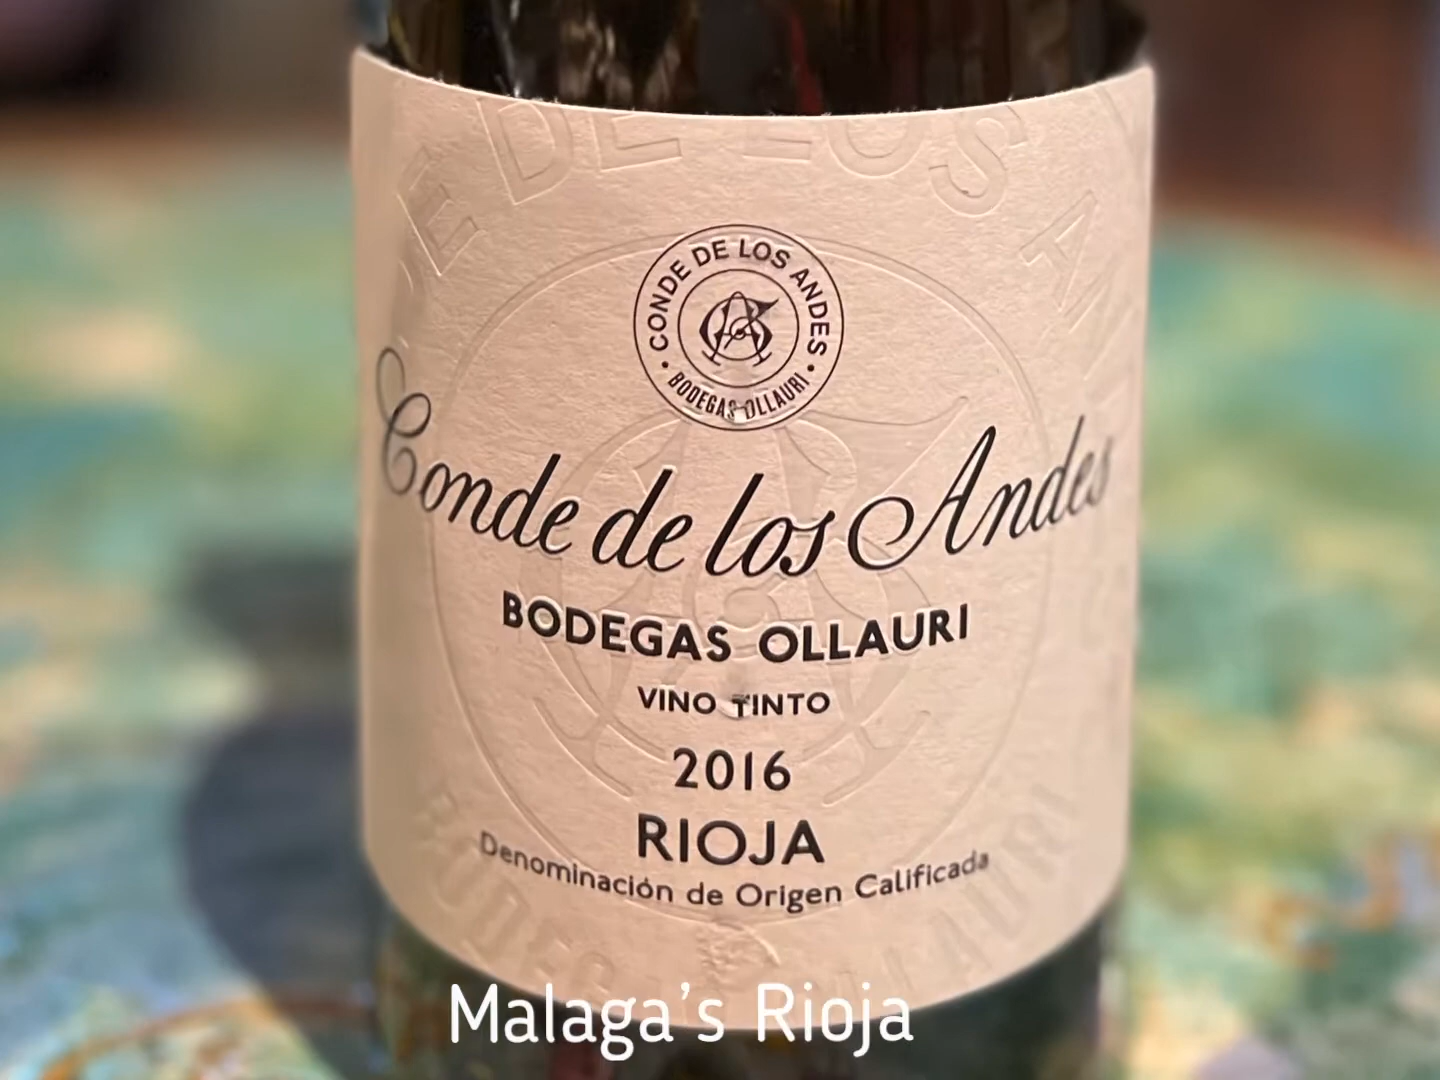 CONDE DE LOS ANDES
BODEGAS OLLAURI
Conde de los Andes
BODEGAS OLLAURI
VINO TINTO
2016
RIOJA
Denominación de Origen Calificada
Malaga's Rioja